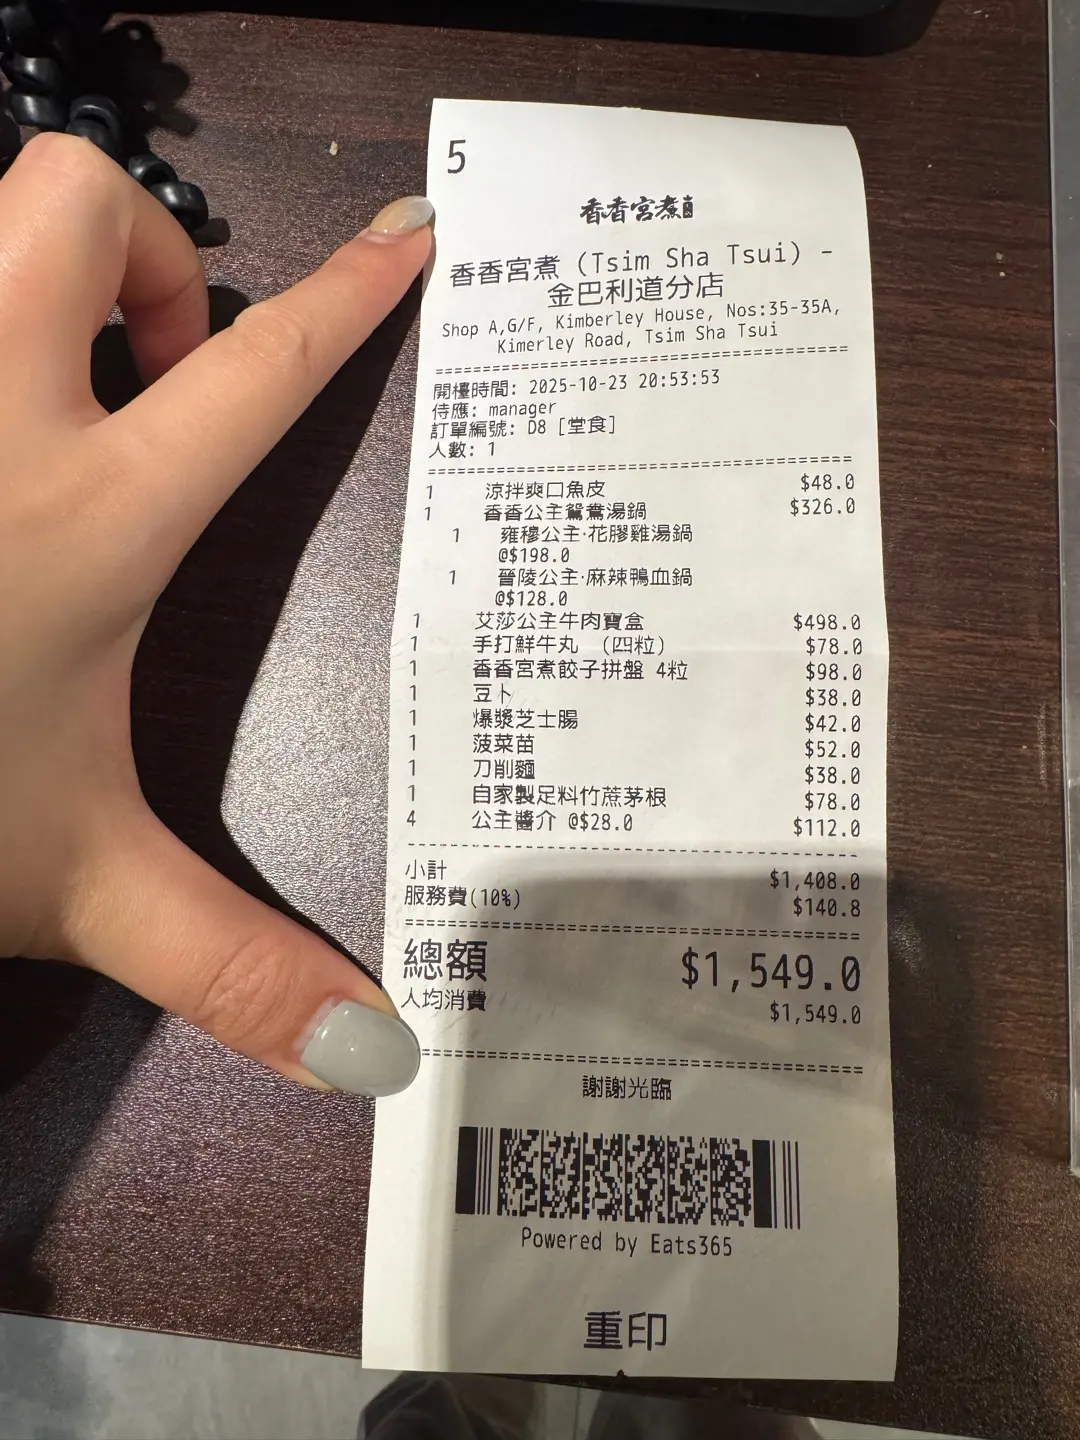 5
香香宮煮
香香宮煮 (Tsim Sha Tsui) -
金巴利道分店
Shop A,G/F, Kimberley House, Nos:35-35A,
Kimerley Road, Tsim Sha Tsui
開檯時間: 2025-10-23 20:53:53
侍應: manager
訂單編號: D8 [堂食]
人數: 1
1 涼拌爽口魚皮 $48.0
1 香香公主鴛鴦湯鍋 $326.0
1 雍穆公主·花膠雞湯鍋
@$198.0
1 晉陵公主·麻辣鴨血鍋
@$128.0
1 艾莎公主牛肉寶盒 $498.0
1 手打鮮牛丸 (四粒) $78.0
1 香香宮煮餃子拼盤 4粒 $98.0
1 豆卜 $38.0
1 爆漿芝士腸 $42.0
1 菠菜苗 $52.0
1 刀削麵 $38.0
1 自家製足料竹蔗茅根 $78.0
4 公主醬介 @$28.0 $112.0
小計 $1,408.0
服務費(10%) $140.8
總額 $1,549.0
人均消費 $1,549.0
謝謝光臨
Powered by Eats365
重印